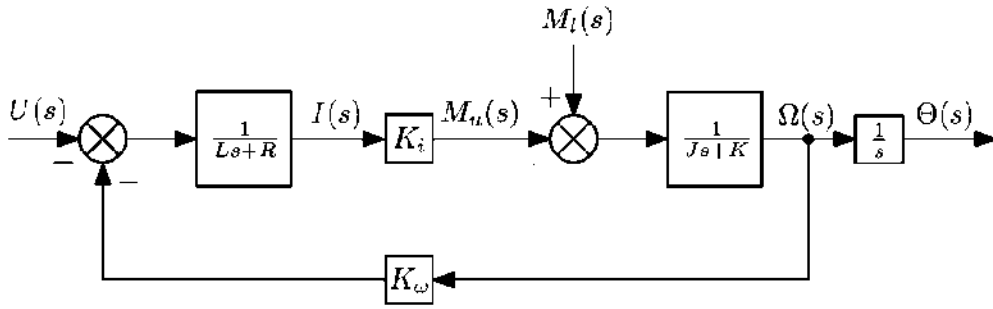 M_l(s)
U(s)
I(s)
M_u(s)
+
Ω(s)
Θ(s)
1/(Ls+R)
K_i
1/(Js|K)
1/s
−
−
K_ω